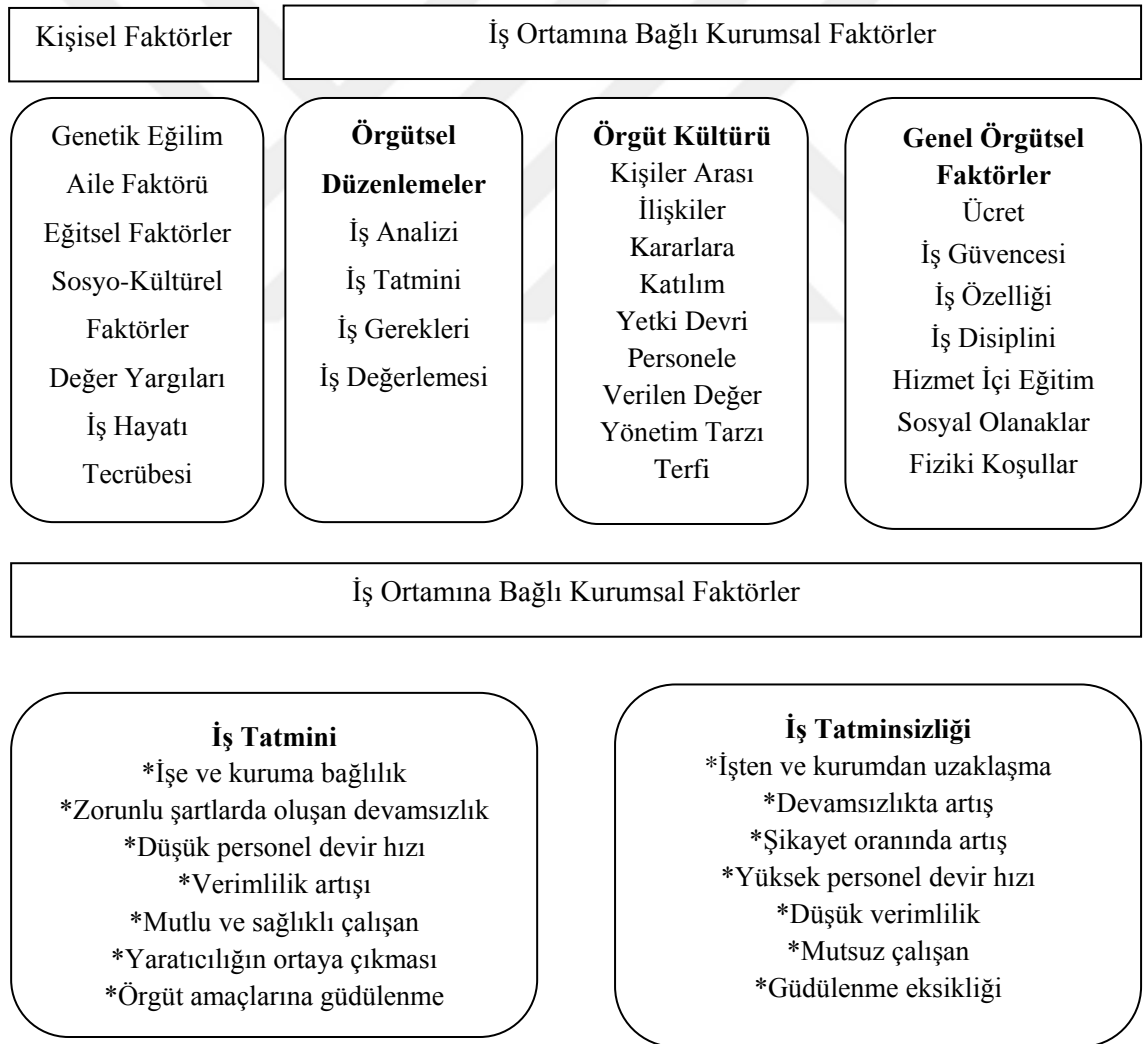 Kişisel Faktörler
İş Ortamına Bağlı Kurumsal Faktörler
Genetik Eğilim
Aile Faktörü
Eğitsel Faktörler
Sosyo-Kültürel
Faktörler
Değer Yargıları
İş Hayatı
Tecrübesi
Örgütsel
Düzenlemeler
İş Analizi
İş Tatmini
İş Gerekleri
İş Değerlemesi
Örgüt Kültürü
Kişiler Arası
İlişkiler
Kararlara
Katılım
Yetki Devri
Personele
Verilen Değer
Yönetim Tarzı
Terfi
Genel Örgütsel
Faktörler
Ücret
İş Güvencesi
İş Özelliği
İş Disiplini
Hizmet İçi Eğitim
Sosyal Olanaklar
Fiziki Koşullar
İş Ortamına Bağlı Kurumsal Faktörler
İş Tatmini
*İşe ve kuruma bağlılık
*Zorunlu şartlarda oluşan devamsızlık
*Düşük personel devir hızı
*Verimlilik artışı
*Mutlu ve sağlıklı çalışan
*Yaratıcılığın ortaya çıkması
*Örgüt amaçlarına güdülenme
İş Tatminsizliği
*İşten ve kurumdan uzaklaşma
*Devamsızlıkta artış
*Şikayet oranında artış
*Yüksek personel devir hızı
*Düşük verimlilik
*Mutsuz çalışan
*Güdülenme eksikliği